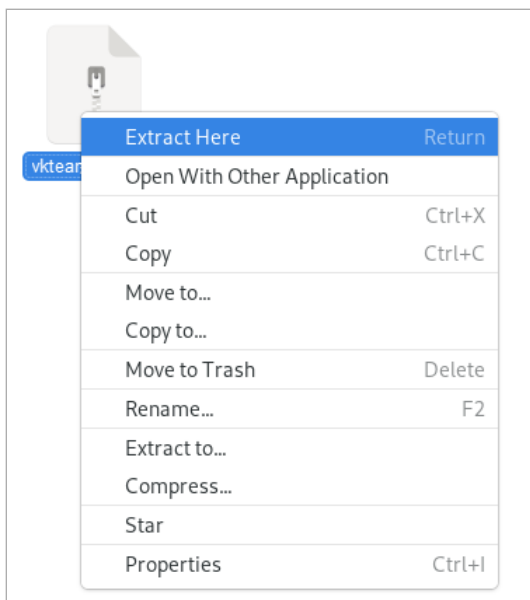 vkteam
Extract Here Return
Open With Other Application
Cut Ctrl+X
Copy Ctrl+C
Move to...
Copy to...
Move to Trash Delete
Rename... F2
Extract to...
Compress...
Star
Properties Ctrl+I